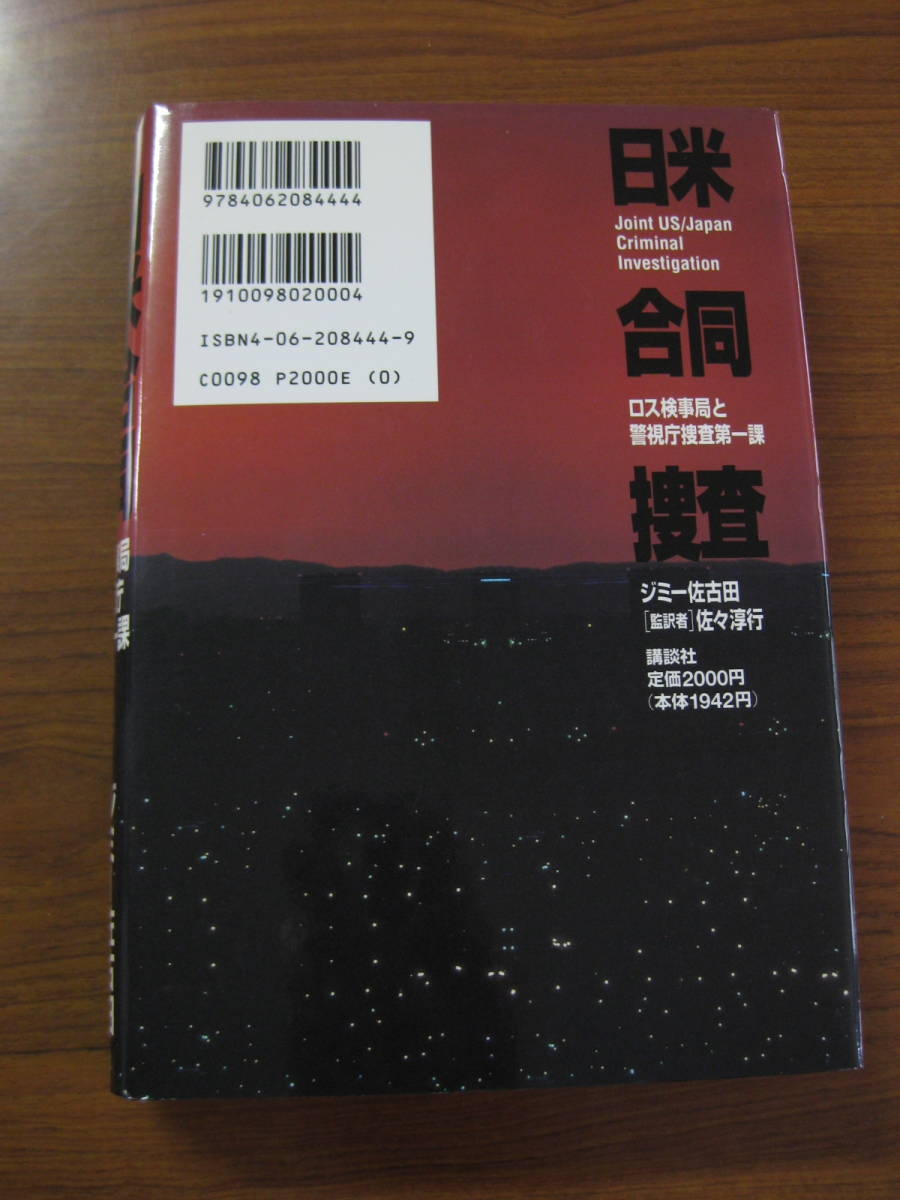 9784062084444
1910098020004
ISBN4-06-208444-9
C0098 P2000E (0)
日米
Joint US/Japan
Criminal
Investigation
合同
ロス検事局と
警視庁捜査第一課
捜査
ジミー佐古田
[監訳者]佐々淳行
講談社
定価2000円
(本体1942円)
局
庁
課